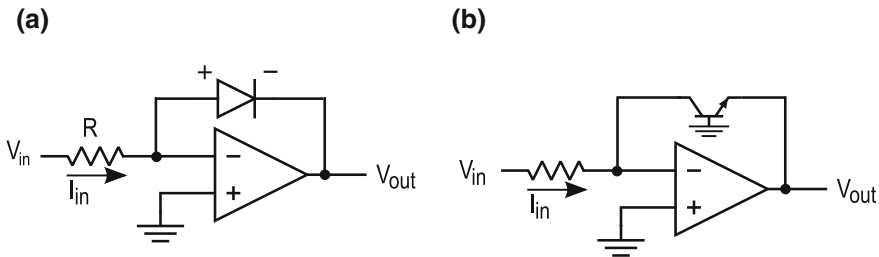 (a)
+ −
R
V_in
I_in
−
+
V_out
(b)
V_in
I_in
−
+
V_out